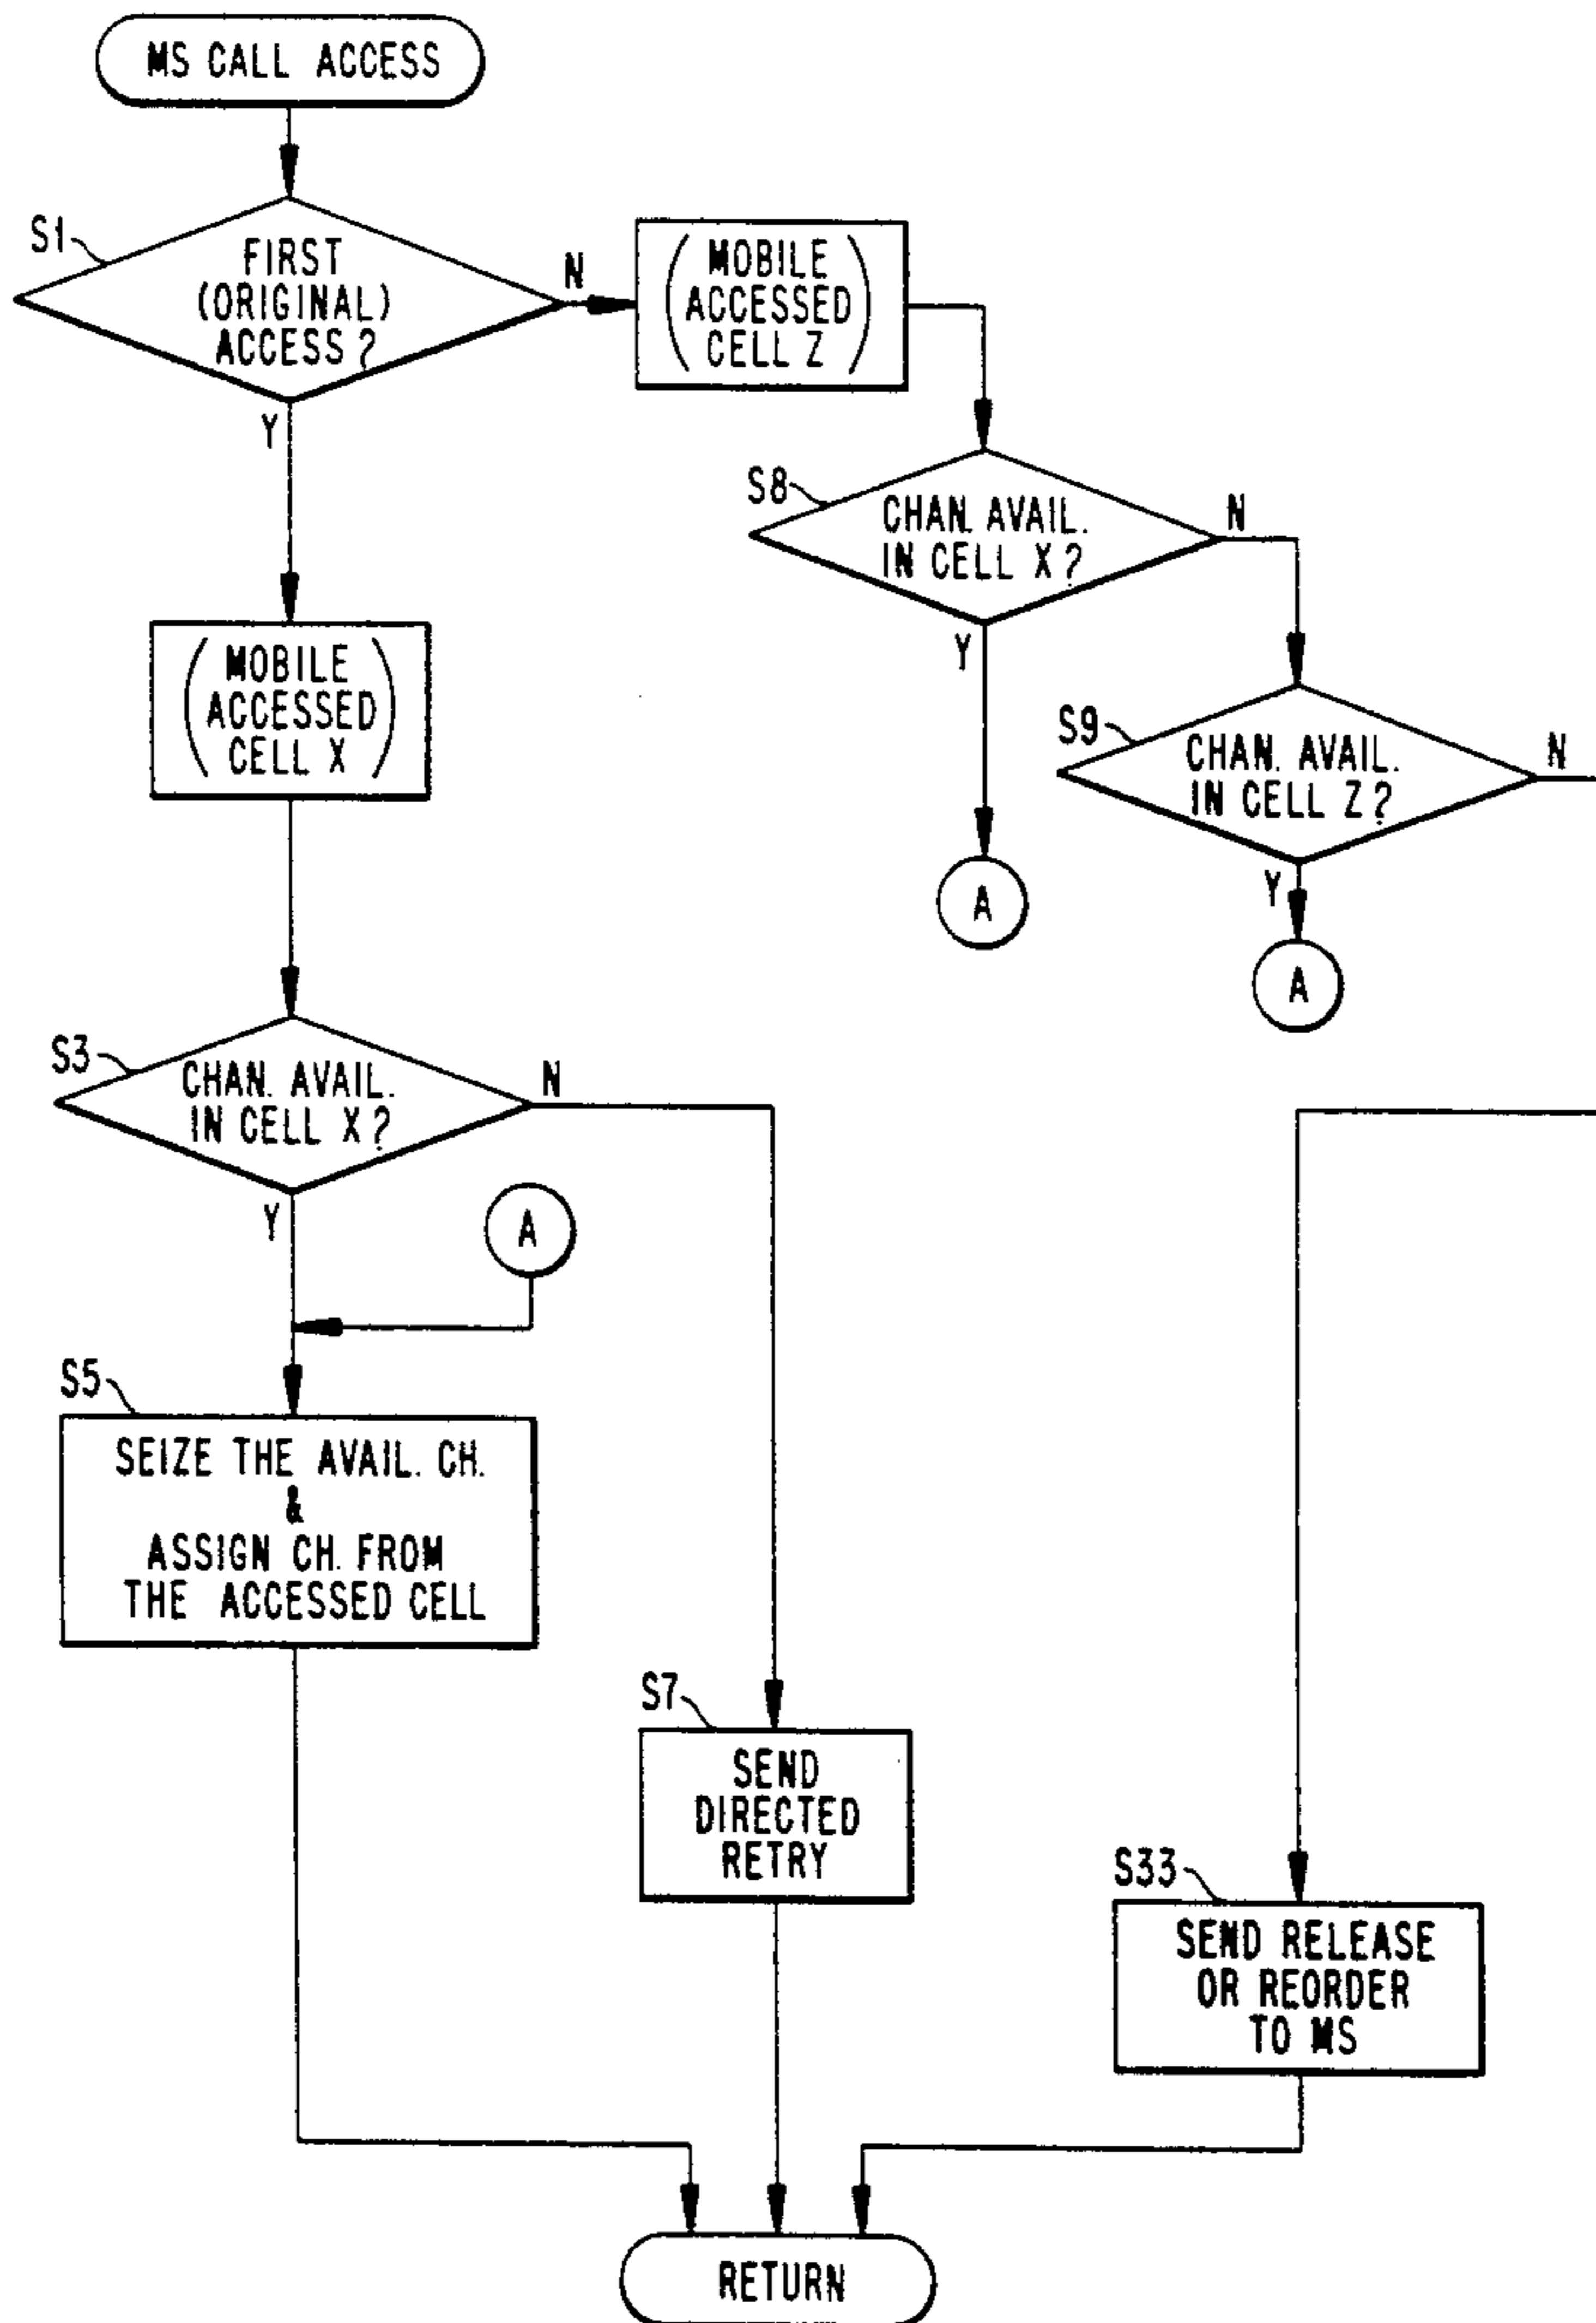 MS CALL ACCESS
S1
FIRST
(ORIGINAL)
ACCESS?
N
Y
(MOBILE
ACCESSED
CELL Z)
S8
CHAN. AVAIL.
IN CELL X?
N
Y
A
S9
CHAN. AVAIL.
IN CELL Z?
N
Y
A
(MOBILE
ACCESSED
CELL X)
S3
CHAN. AVAIL.
IN CELL X?
N
Y
A
S5
SEIZE THE AVAIL. CH.
&
ASSIGN CH. FROM
THE ACCESSED CELL
S7
SEND
DIRECTED
RETRY
S33
SEND RELEASE
OR REORDER
TO MS
RETURN